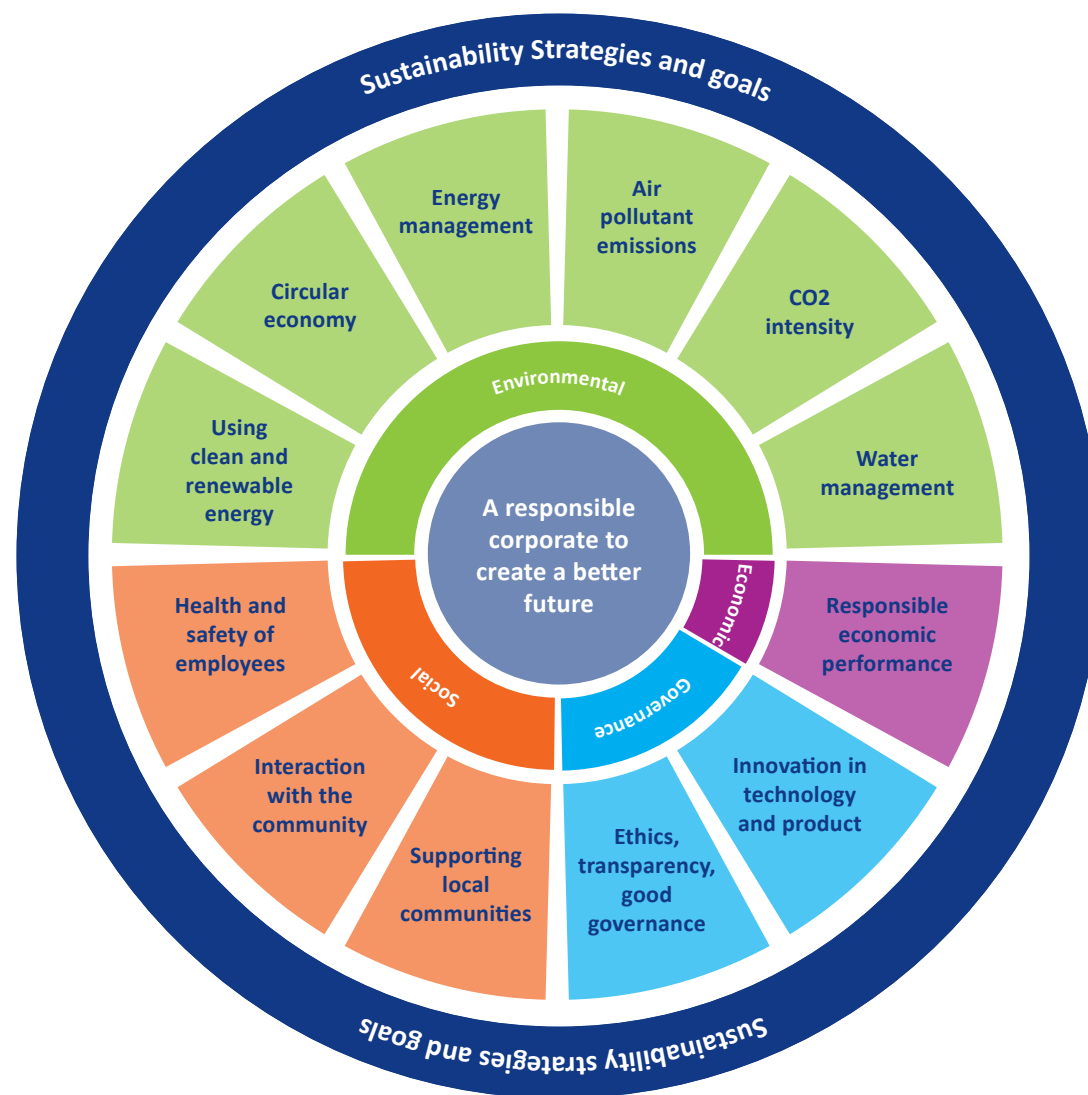 Sustainability Strategies and goals
Energy
management
Air
pollutant
emissions
CO2
intensity
Water
management
Responsible
economic
performance
Innovation in
technology
and product
Ethics,
transparency,
good
governance
Supporting
local
communities
Interaction
with the
community
Health and
safety of
employees
Using
clean and
renewable
energy
Circular
economy
Environmental
Economic
Governance
Social
A responsible
corporate to
create a better
future
Sustainability strategies and goals